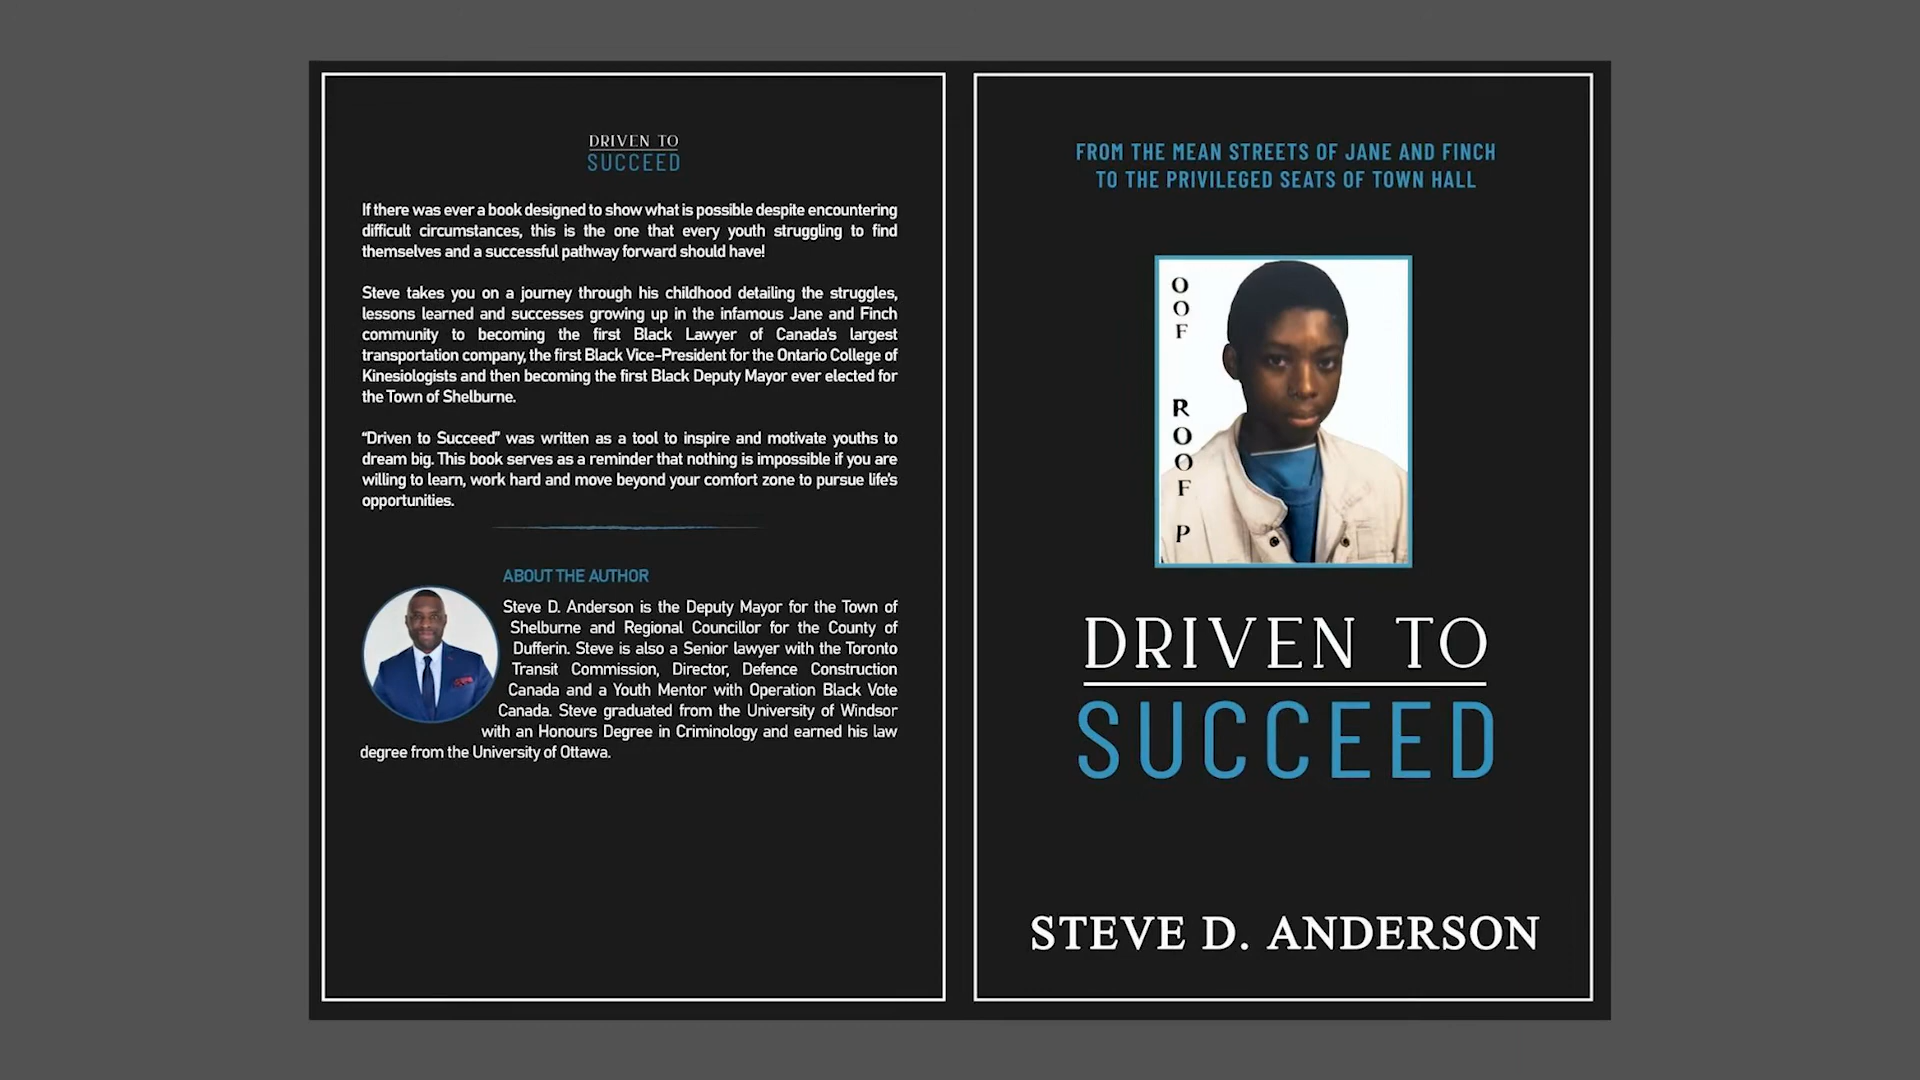 DRIVEN TO
SUCCEED
If there was ever a book designed to show what is possible despite encountering
difficult circumstances, this is the one that every youth struggling to find
themselves and a successful pathway forward should have!
Steve takes you on a journey through his childhood detailing the struggles,
lessons learned and successes growing up in the infamous Jane and Finch
community to becoming the first Black Lawyer of Canada's largest
transportation company, the first Black Vice-President for the Ontario College of
Kinesiologists and then becoming the first Black Deputy Mayor ever elected for
the Town of Shelburne.
“Driven to Succeed” was written as a tool to inspire and motivate youths to
dream big. This book serves as a reminder that nothing is impossible if you are
willing to learn, work hard and move beyond your comfort zone to pursue life's
opportunities.
ABOUT THE AUTHOR
Steve D. Anderson is the Deputy Mayor for the Town of
Shelburne and Regional Councillor for the County of
Dufferin. Steve is also a Senior lawyer with the Toronto
Transit Commission, Director, Defence Construction
Canada and a Youth Mentor with Operation Black Vote
Canada. Steve graduated from the University of Windsor
with an Honours Degree in Criminology and earned his law
degree from the University of Ottawa.
FROM THE MEAN STREETS OF JANE AND FINCH
TO THE PRIVILEGED SEATS OF TOWN HALL
OOF ROOF P
DRIVEN TO
SUCCEED
STEVE D. ANDERSON